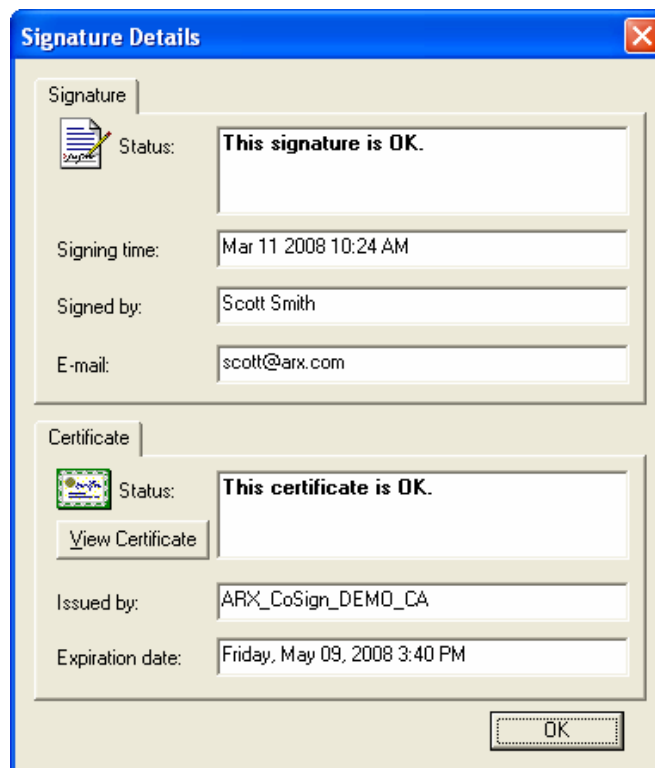 Signature Details
Signature
Status: This signature is OK.
Signing time: Mar 11 2008 10:24 AM
Signed by: Scott Smith
E-mail: scott@arx.com
Certificate
Status: This certificate is OK.
View Certificate
Issued by: ARX_CoSign_DEMO_CA
Expiration date: Friday, May 09, 2008 3:40 PM
OK